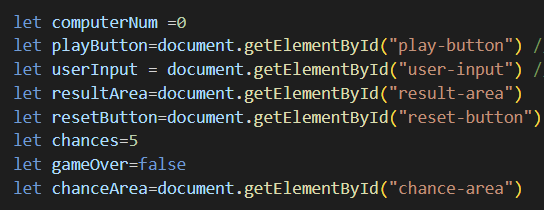 let computerNum =0
let playButton=document.getElementById("play-button") //
let userInput = document.getElementById("user-input") //
let resultArea=document.getElementById("result-area")
let resetButton=document.getElementById("reset-button")
let chances=5
let gameOver=false
let chanceArea=document.getElementById("chance-area")